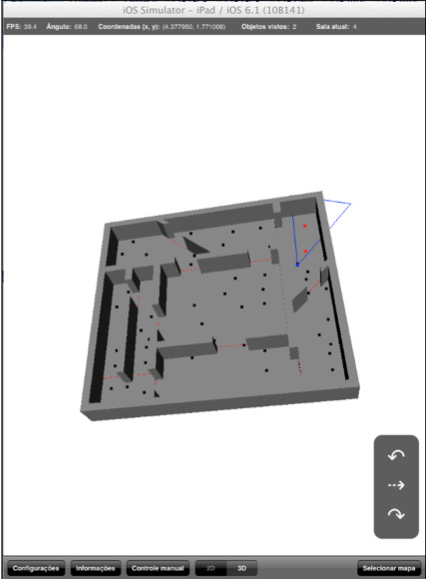 iOS Simulator – iPad / iOS 6.1 (10B141)
FPS: 39.4 Ângulo: 68.0 Coordenadas (x, y): (4.377950, 1.771006) Objetos vistos: 2 Sala atual: 4
Configurações Informações Controle manual 2D 3D Selecionar mapa